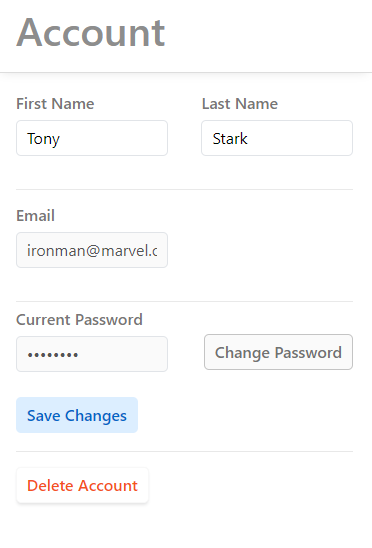 Account
First Name
Last Name
Tony
Stark
Email
ironman@marvel.c
Current Password
••••••••
Change Password
Save Changes
Delete Account